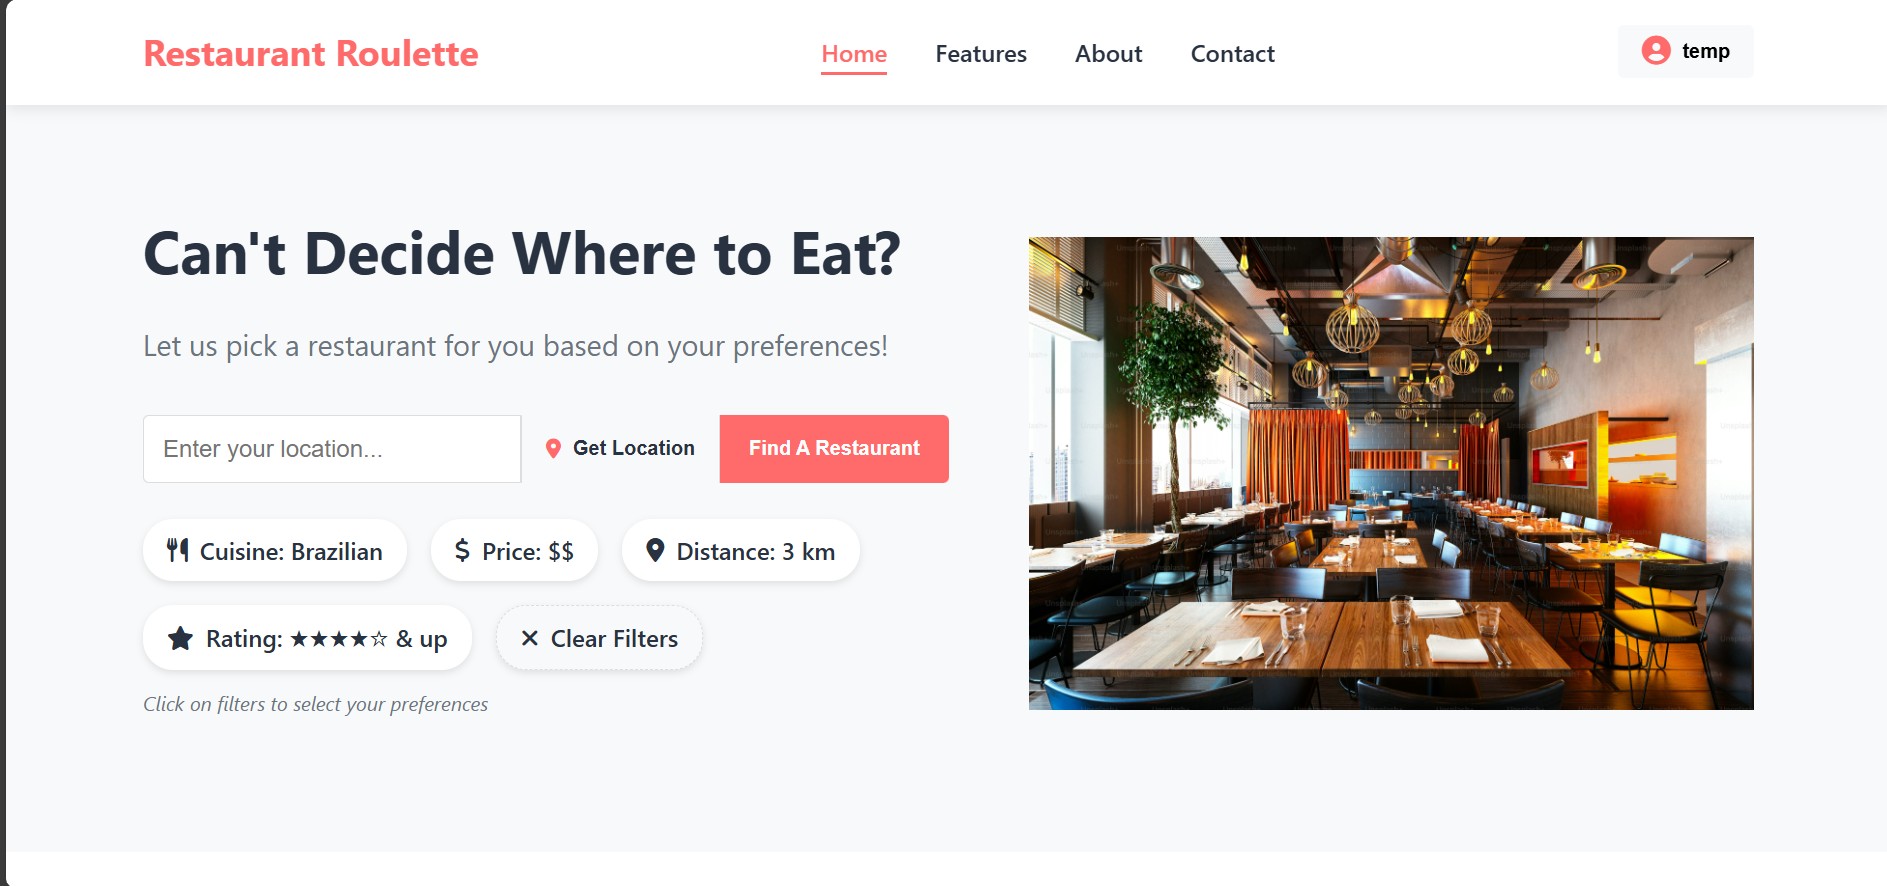 Restaurant Roulette
Home Features About Contact
temp
Can't Decide Where to Eat?
Let us pick a restaurant for you based on your preferences!
Enter your location...
Get Location
Find A Restaurant
Cuisine: Brazilian
Price: $$
Distance: 3 km
Rating: ★★★★☆ & up
Clear Filters
Click on filters to select your preferences